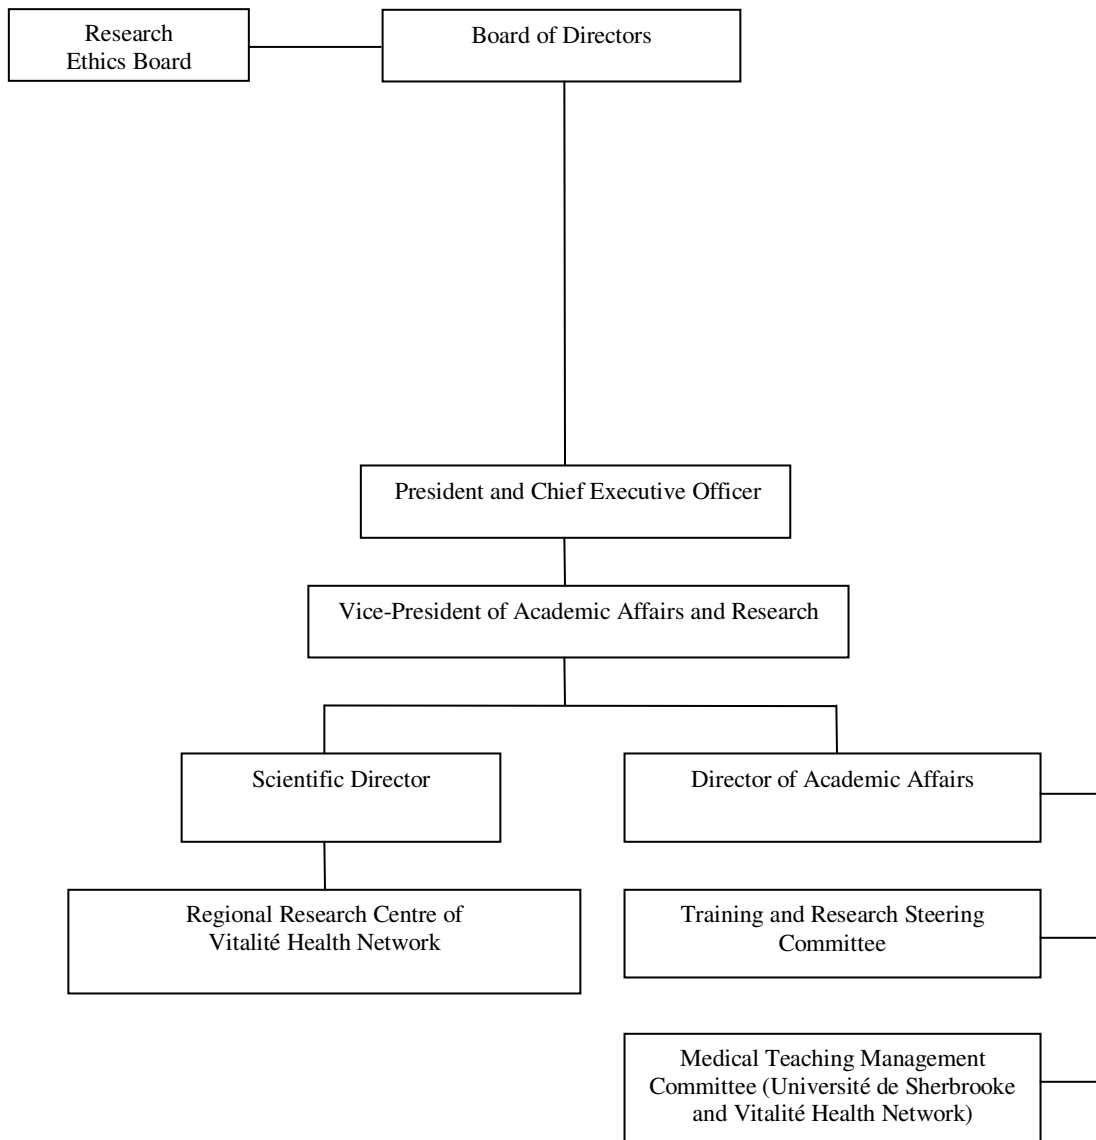 Research
Ethics Board
Board of Directors
President and Chief Executive Officer
Vice-President of Academic Affairs and Research
Scientific Director
Director of Academic Affairs
Regional Research Centre of
Vitalité Health Network
Training and Research Steering
Committee
Medical Teaching Management
Committee (Université de Sherbrooke
and Vitalité Health Network)